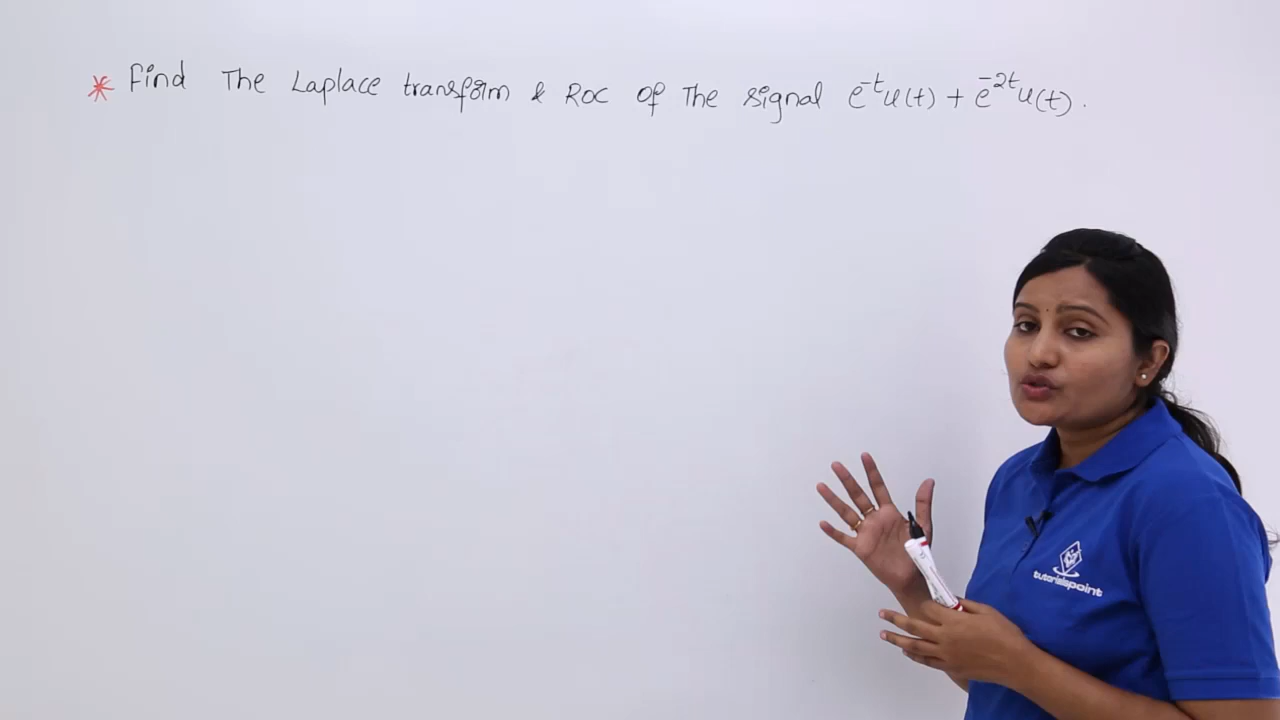 * Find The Laplace transform & ROC of The signal e^{-t}u(t) + e^{-2t}u(t).
tutorialspoint